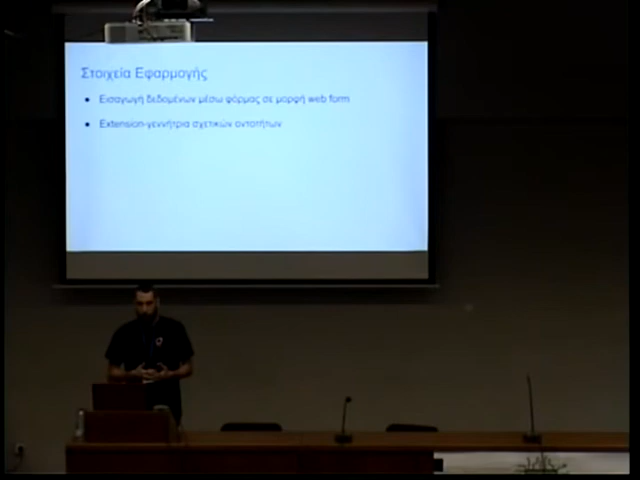 Στοιχεία Εφαρμογής
Εισαγωγή δεδομένων μέσω φόρμας σε μορφή web form
Extension-γεννήτρια σχετικών οντοτήτων